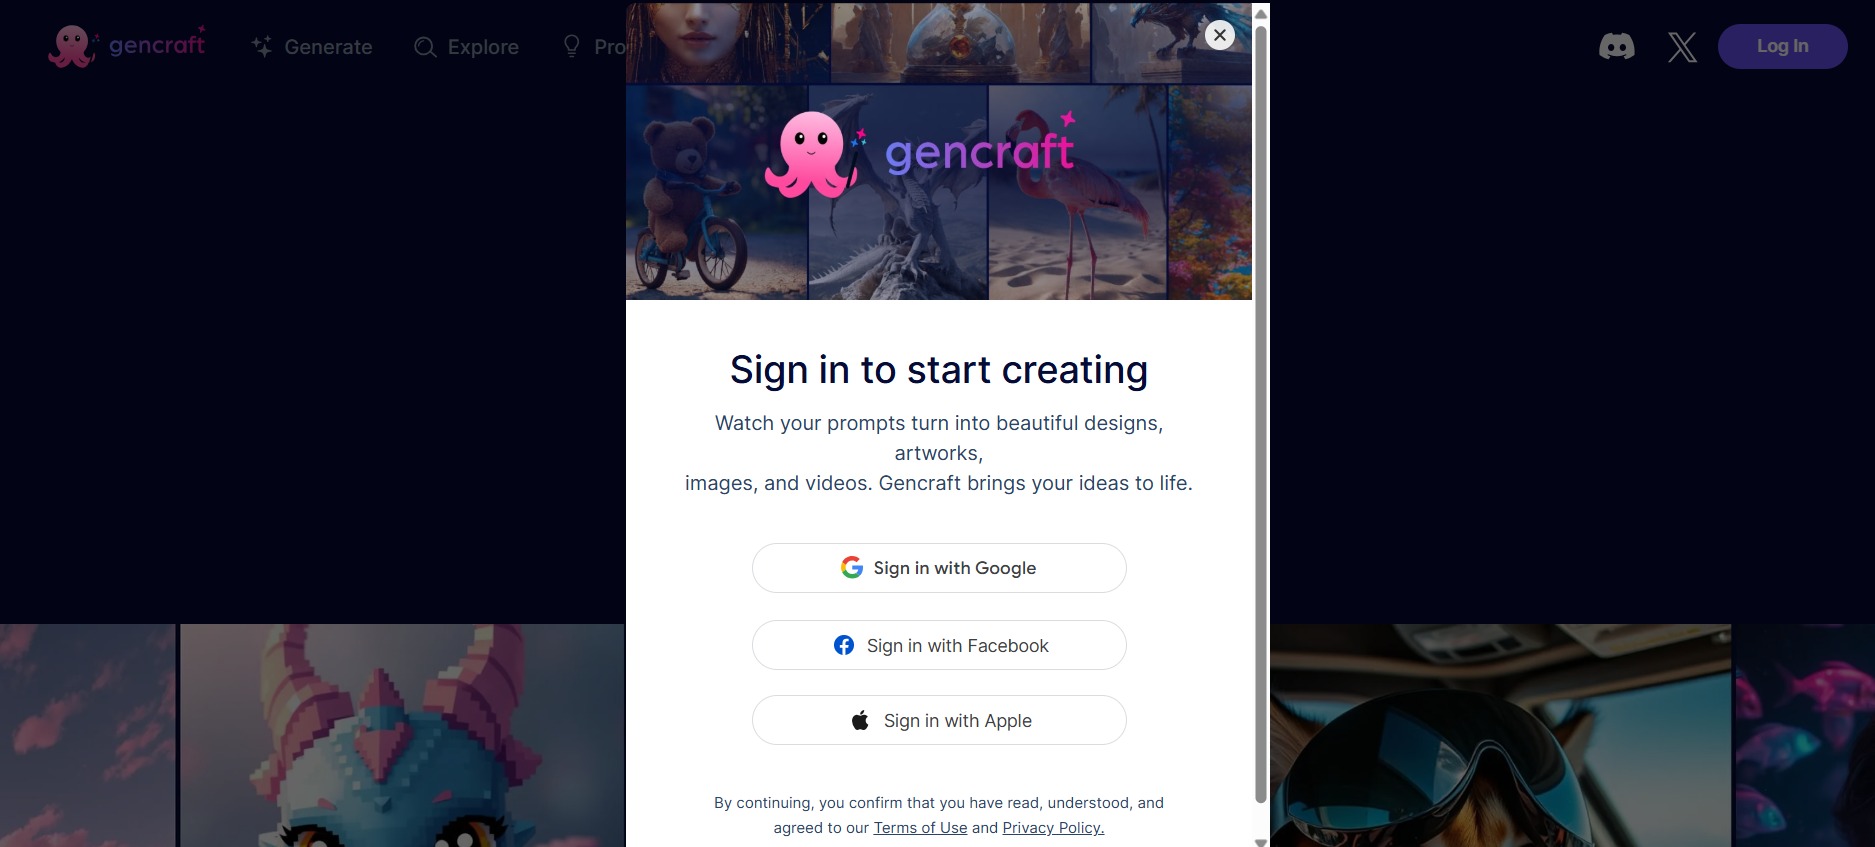 gencraft
Generate
Explore
Pro
Log In
gencraft
Sign in to start creating
Watch your prompts turn into beautiful designs,
artworks,
images, and videos. Gencraft brings your ideas to life.
Sign in with Google
Sign in with Facebook
Sign in with Apple
By continuing, you confirm that you have read, understood, and
agreed to our Terms of Use and Privacy Policy.